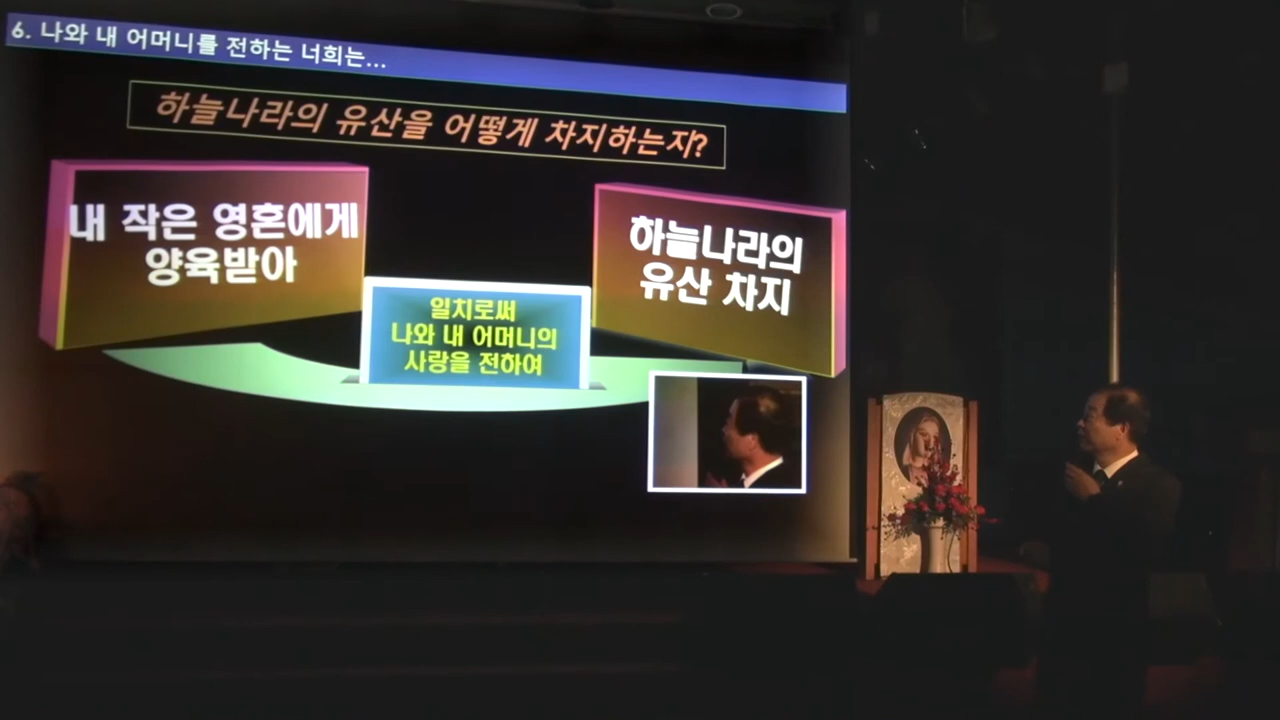 6. 나와 내 어머니를 전하는 너희는...
하늘나라의 유산을 어떻게 차지하는지?
내 작은 영혼에게
양육받아
일치로써
나와 내 어머니의
사랑을 전하여
하늘나라의
유산 차지